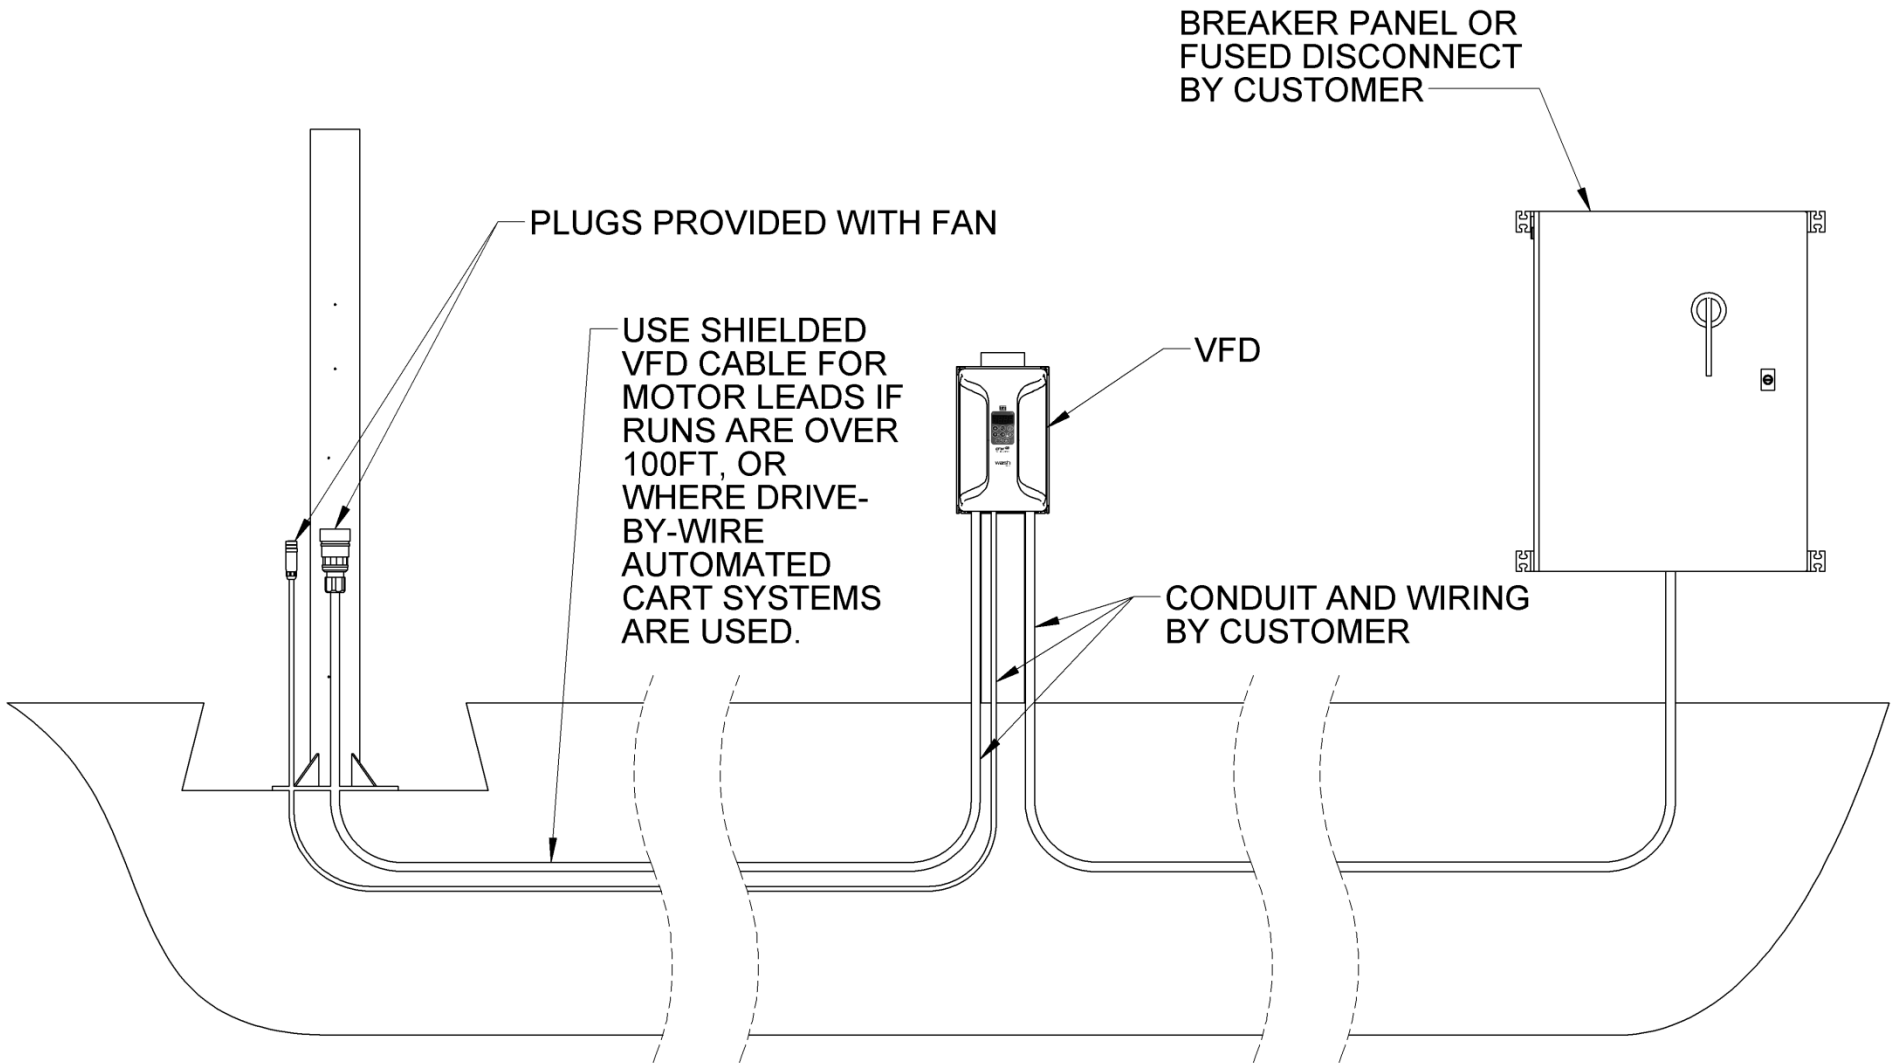 BREAKER PANEL OR
FUSED DISCONNECT
BY CUSTOMER
PLUGS PROVIDED WITH FAN
USE SHIELDED
VFD CABLE FOR
MOTOR LEADS IF
RUNS ARE OVER
100FT, OR
WHERE DRIVE-
BY-WIRE
AUTOMATED
CART SYSTEMS
ARE USED.
VFD
wash
CONDUIT AND WIRING
BY CUSTOMER